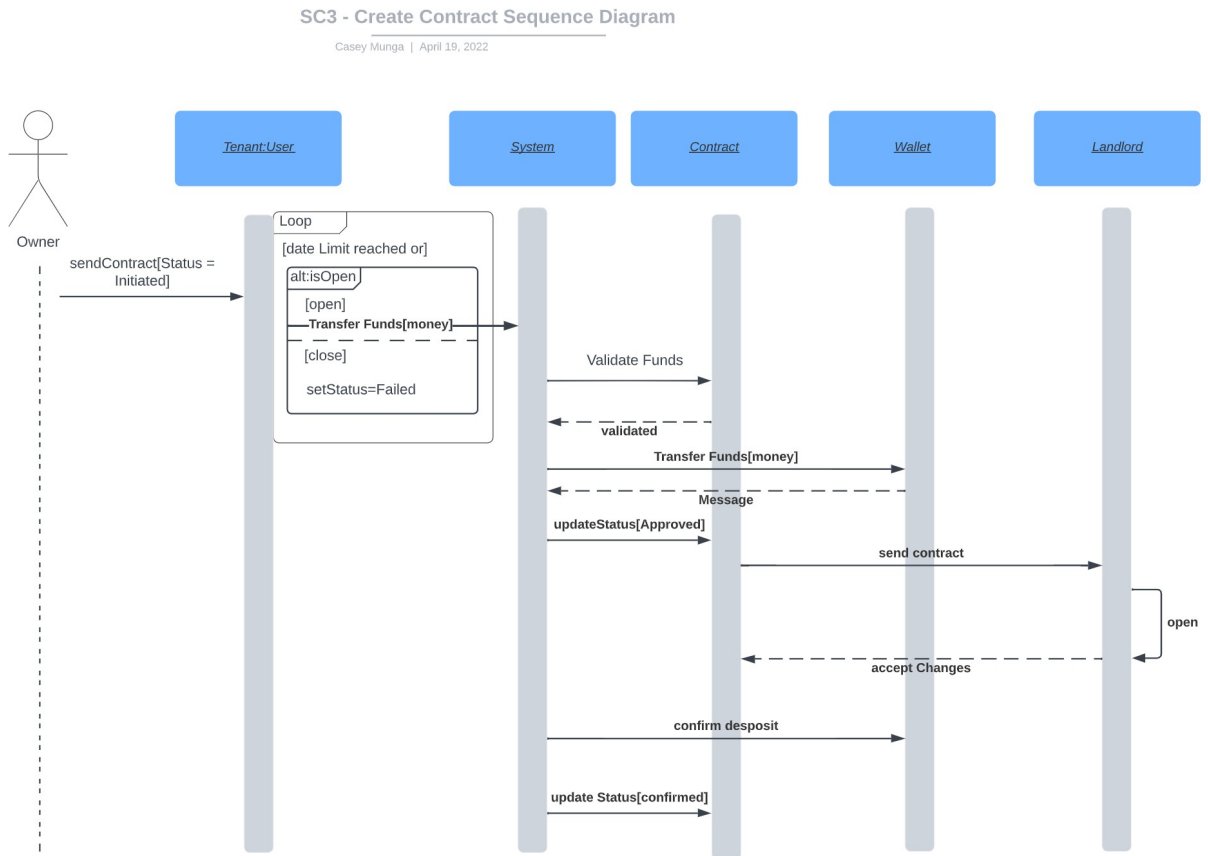 SC3 - Create Contract Sequence Diagram
Casey Munga | April 19, 2022
Tenant:User
System
Contract
Wallet
Landlord
Owner
Loop
[date Limit reached or]
sendContract[Status =
Initiated]
alt:isOpen
[open]
Transfer Funds[money]
[close]
setStatus=Failed
Validate Funds
validated
Transfer Funds[money]
Message
updateStatus[Approved]
send contract
open
accept Changes
confirm desposit
update Status[confirmed]